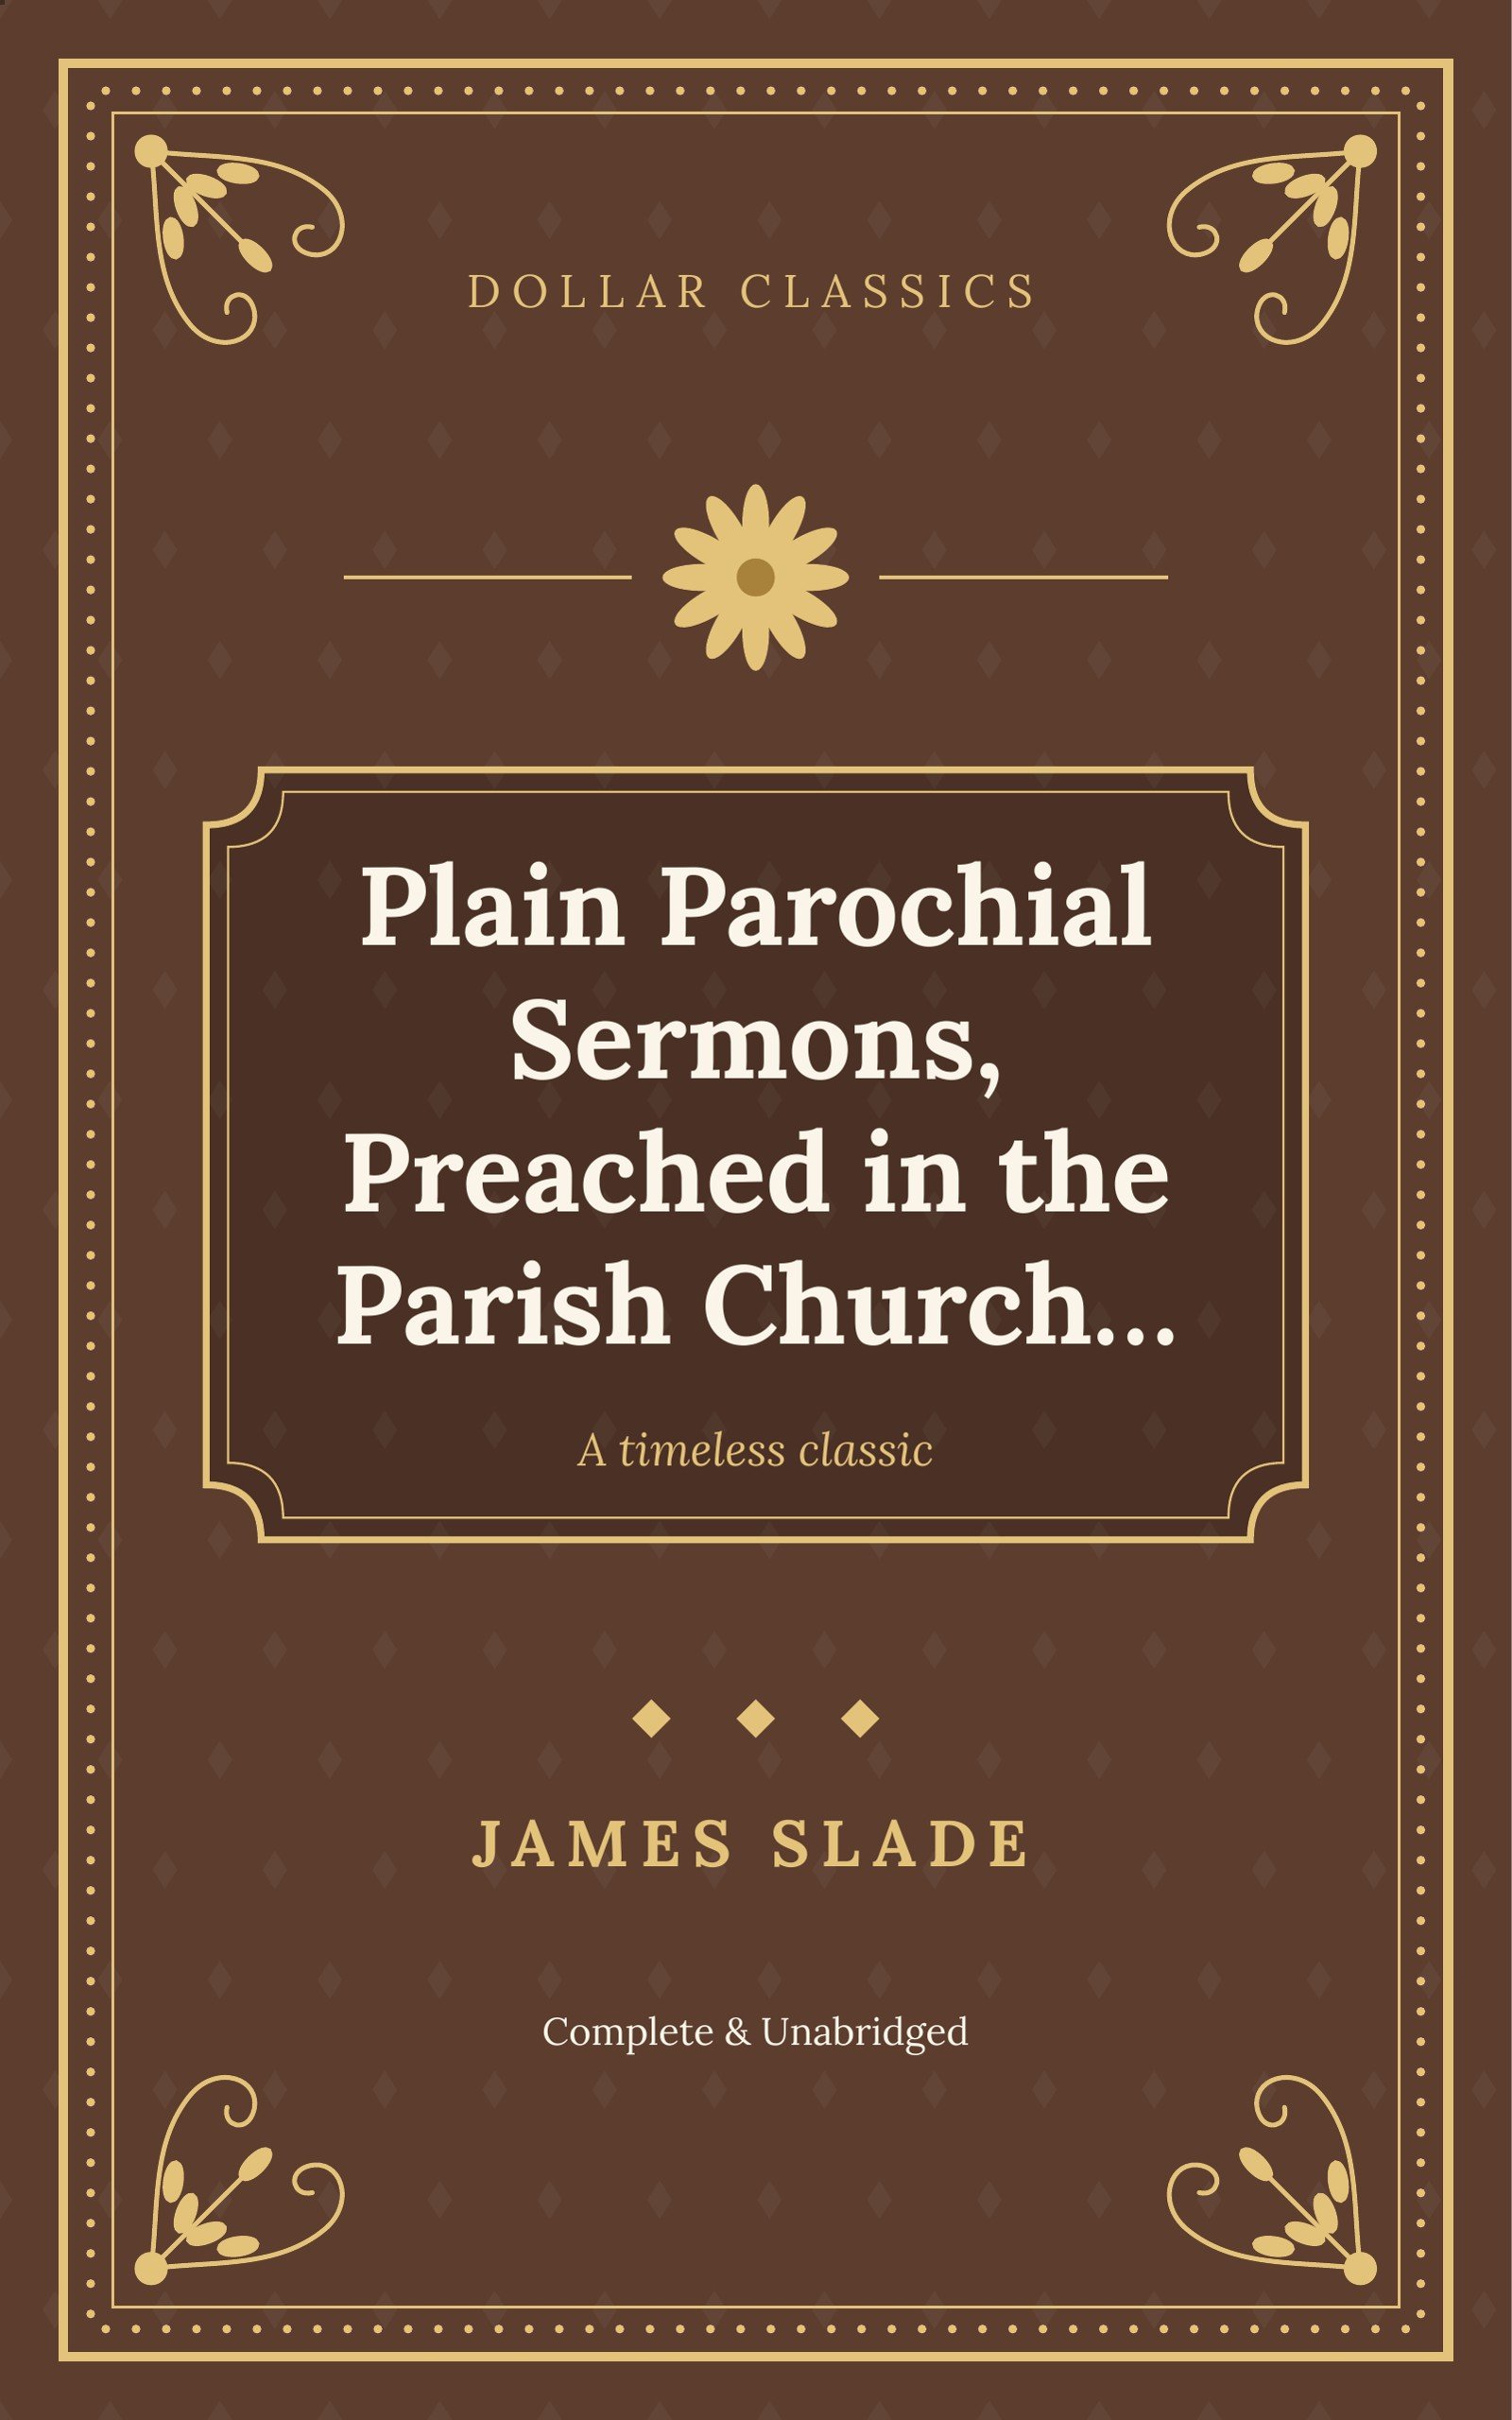 DOLLAR CLASSICS
Plain Parochial
Sermons,
Preached in the
Parish Church...
A timeless classic
JAMES SLADE
Complete & Unabridged